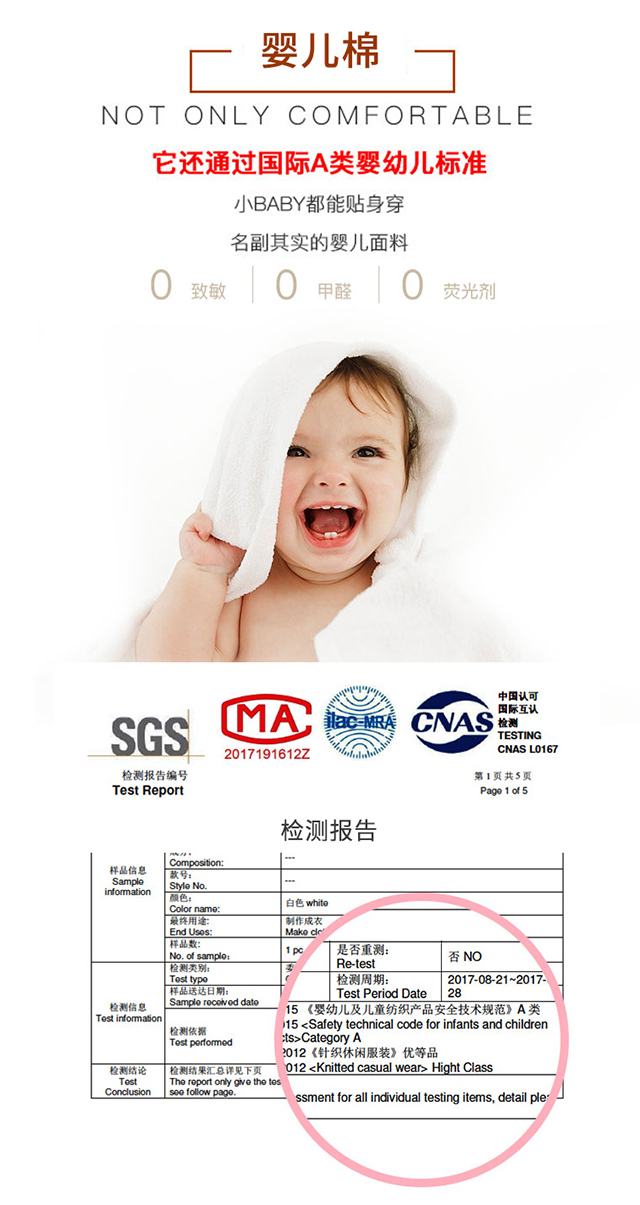 婴儿棉
NOT ONLY COMFORTABLE
它还通过国际A类婴幼儿标准
小BABY都能贴身穿
名副其实的婴儿面料
0 致敏 0 甲醛 0 荧光剂
SGS
MA
2017191612Z
ilac-MRA
CNAS
中国认可
国际互认
检测
TESTING
CNAS L0167
检测报告编号
Test Report
第 1 页 共 5 页
Page 1 of 5
检测报告
样品信息
Sample
information
Composition:
---
款号:
Style No.
---
颜色:
Color name:
白色 white
最终用途:
End Uses:
制作成衣
Make
样品数:
No. of sample:
1 pc
检测信息
Test information
检测类别:
Test type
样品送达日期:
Sample received date
检测依据
Test performed
检测结论
Test
Conclusion
检测结果汇总详见下页
The report only give the
see follow page.
是否重测:
Re-test
否 NO
检测周期:
Test Period Date
2017-08-21~2017-
28
15 《婴幼儿及儿童纺织产品安全技术规范》A 类
015 <Safety technical code for infants and children
cts>Category A
2012《针织休闲服装》优等品
2012 <Knitted casual wear> Hight Class
ssment for all individual testing items, detail